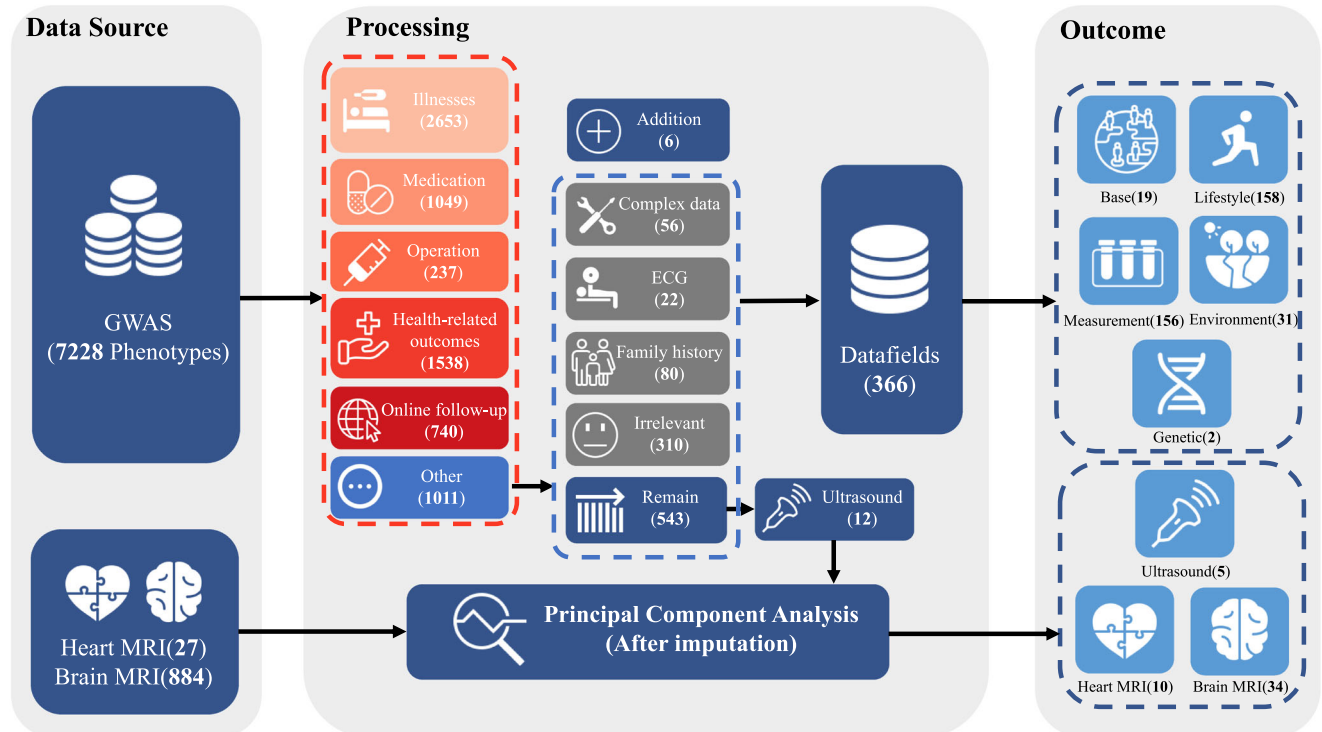 Data Source
GWAS
(7228 Phenotypes)
Heart MRI(27)
Brain MRI(884)
Processing
Illnesses
(2653)
Medication
(1049)
Operation
(237)
Health-related
outcomes
(1538)
Online follow-up
(740)
Other
(1011)
Addition
(6)
Complex data
(56)
ECG
(22)
Family history
(80)
Irrelevant
(310)
Remain
(543)
Ultrasound
(12)
Datafields
(366)
Principal Component Analysis
(After imputation)
Outcome
Base(19)
Lifestyle(158)
Measurement(156)
Environment(31)
Genetic(2)
Ultrasound(5)
Heart MRI(10)
Brain MRI(34)